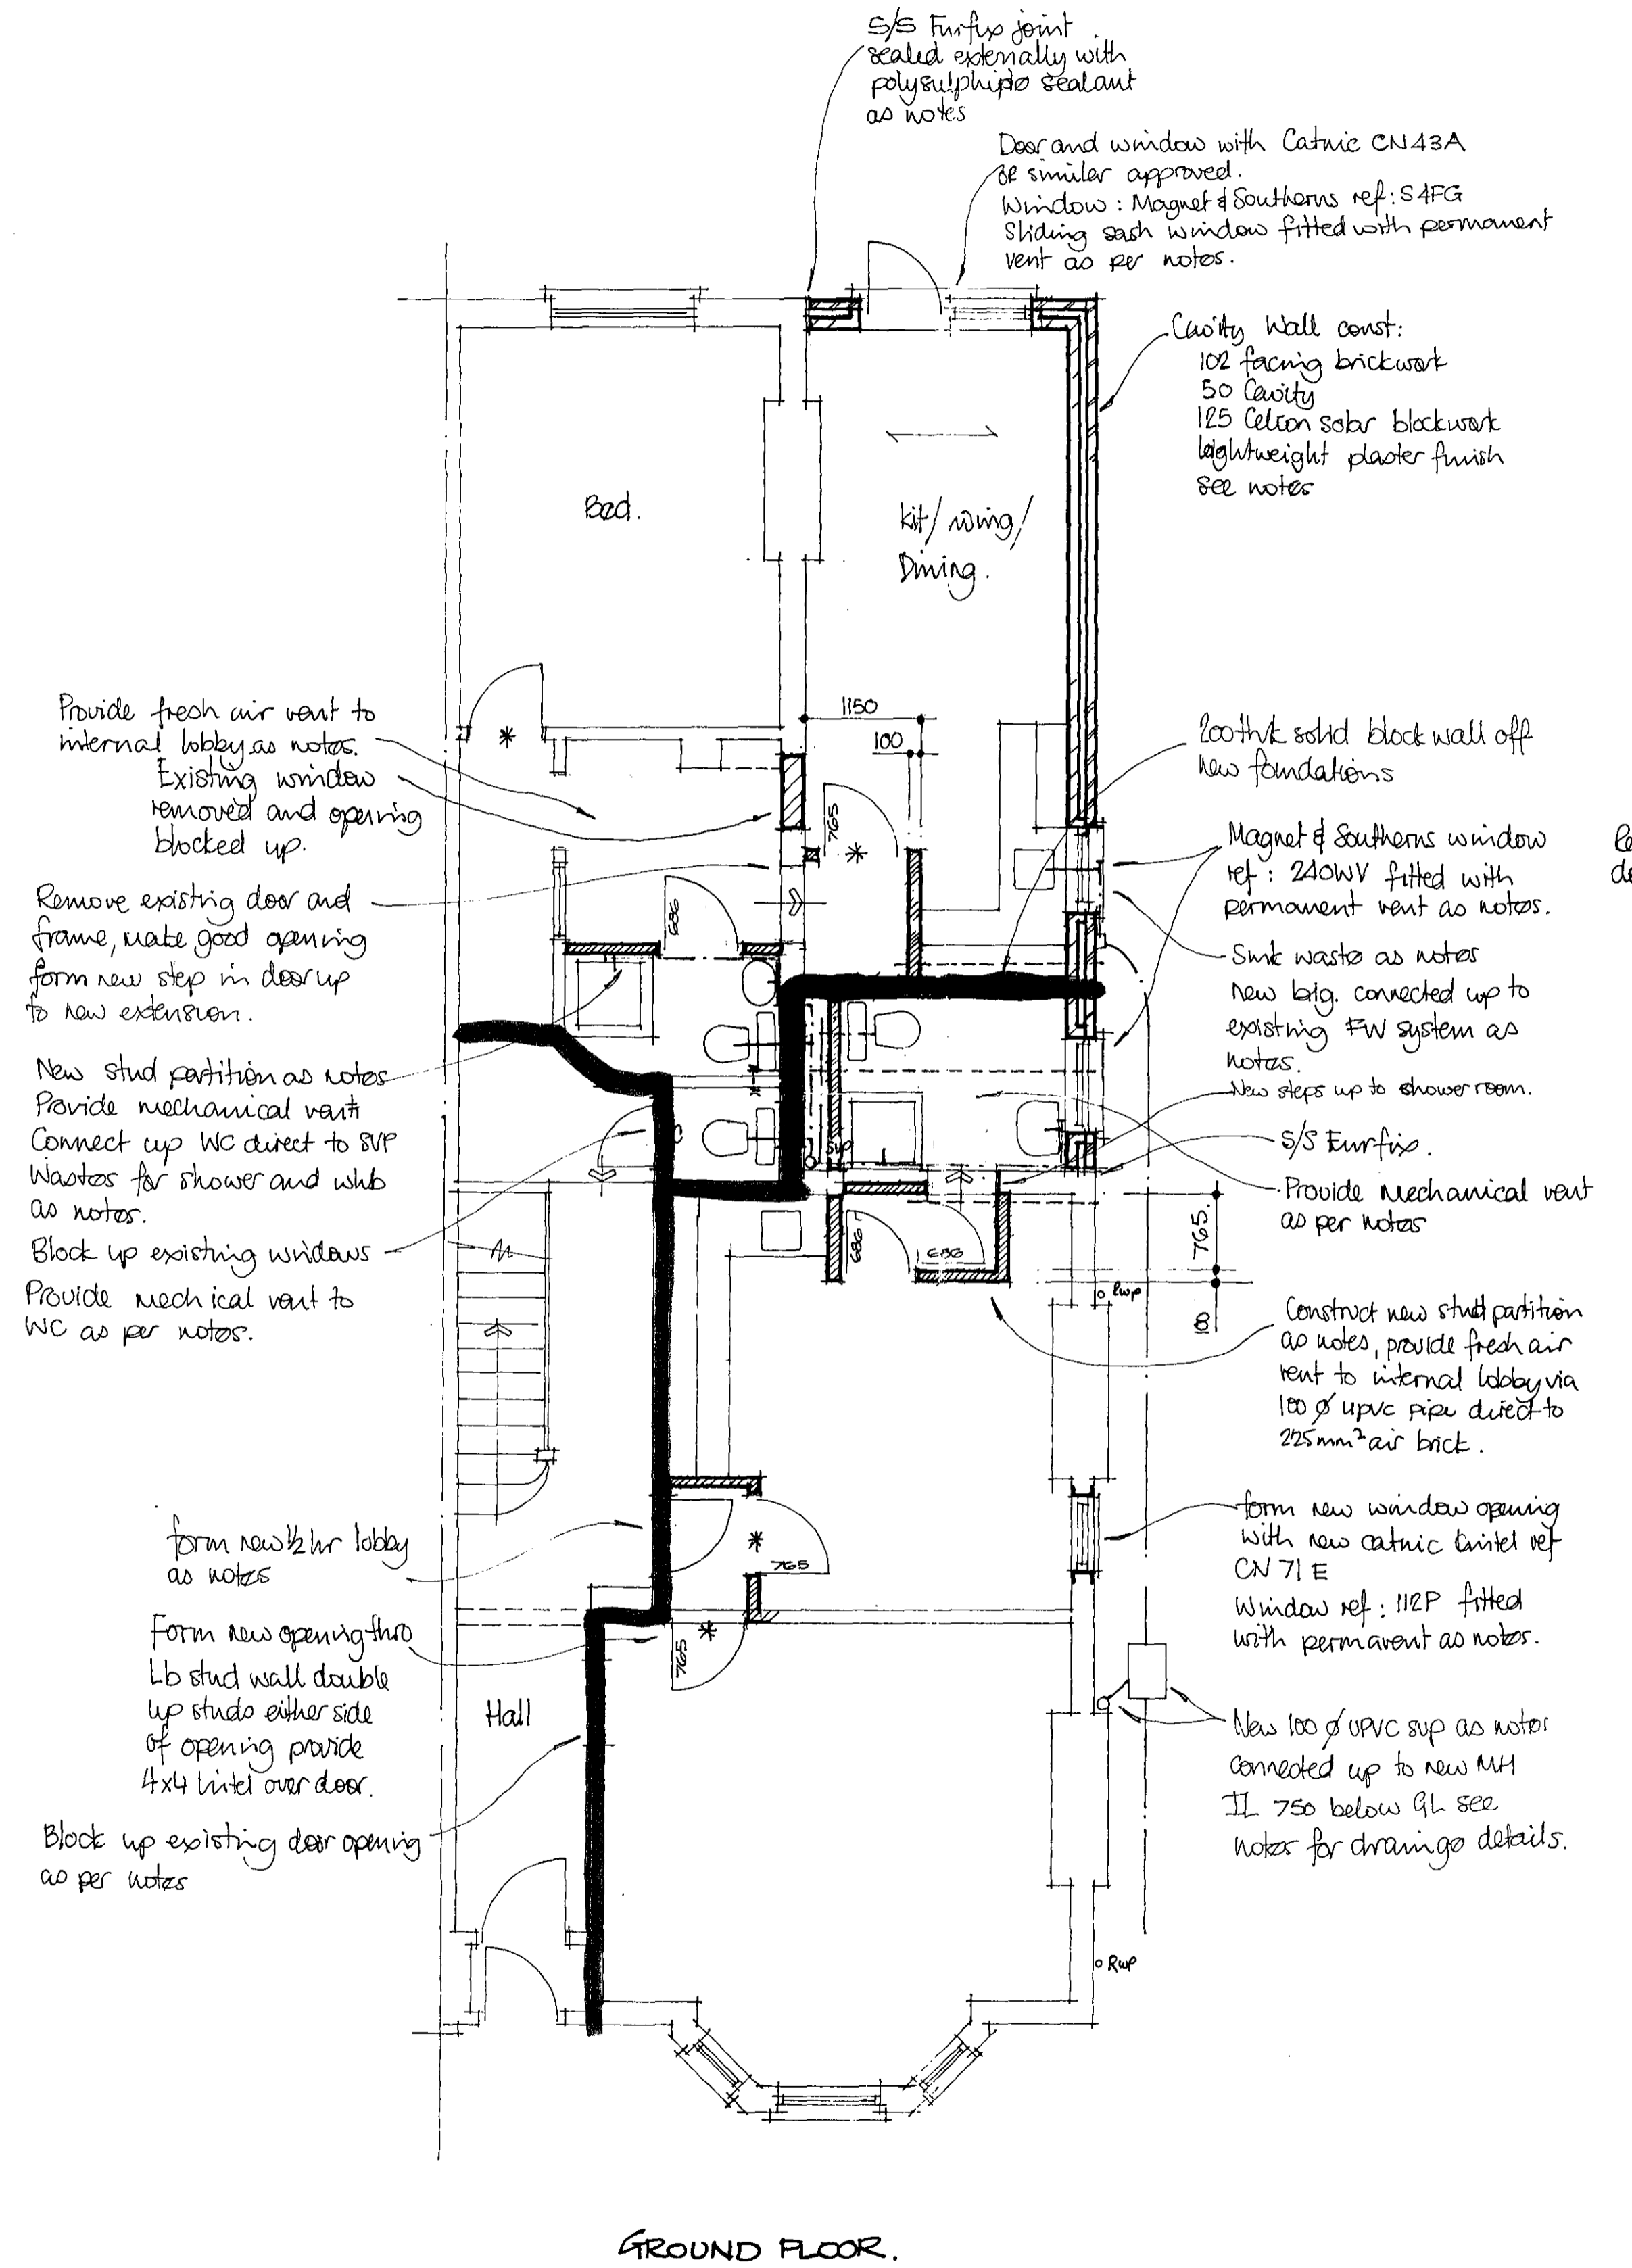 S/S Furfix joint
sealed externally with
polysulphide sealant
as notes
Door and window with Catnic CN43A
or similar approved.
Window : Magnet & Southerns ref: S4FG
Sliding sash window fitted with permanent
vent as per notes.
Cavity Wall const:
102 facing brickwork
50 Cavity
125 Celcon solar blockwork
lightweight plaster finish
see notes
Bed.
Kit/ /
Dining.
Provide fresh air vent to
internal lobby as notes.
Existing window
removed and opening
blocked up.
1150
100
765
200thk solid block wall off
new foundations
Magnet & Southerns window
ref : 240WV fitted with
permanent vent as notes.
Remove existing door and
frame, make good opening
form new step in door up
to new extension.
686
Sink waste as notes
new big. connected up to
existing FW system as
notes.
New steps up to shower room.
S/S Furfix.
Provide Mechanical vent
as per notes
New stud partition as notes
Provide mechanical vent
Connect up WC direct to SVP
Wastes for shower and whb
as notes.
Block up existing windows
Provide mechical vent to
WC as per notes.
SVP
686
686
765
100
Rwp
Construct new stud partition
as notes, provide fresh air
vent to internal lobby via
100 ø upvc pipe direct to
225mm² air brick.
form new ½ hr lobby
as notes
765
form new window opening
with new catnic lintel ref
CN 71 E
Window ref : 112P fitted
with permavent as notes.
Form new opening thro
Lb stud wall double
up studs either side
of opening provide
4x4 lintel over door.
765
Hall
New 100 ø UPVC svp as notes
connected up to new MH
IL 750 below GL see
notes for drainge details.
Block up existing door opening
as per notes
Rwp
GROUND FLOOR.